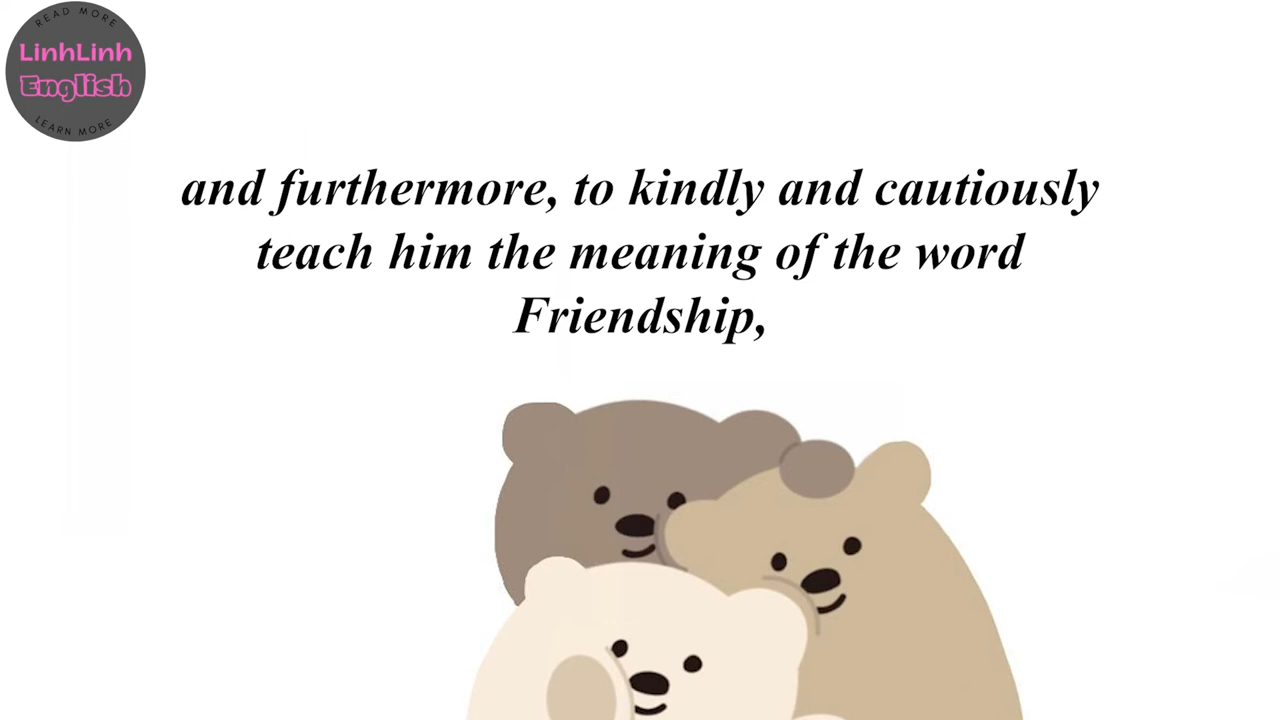 READ MORE
LinhLinh
English
LEARN MORE
and furthermore, to kindly and cautiously
teach him the meaning of the word
Friendship,